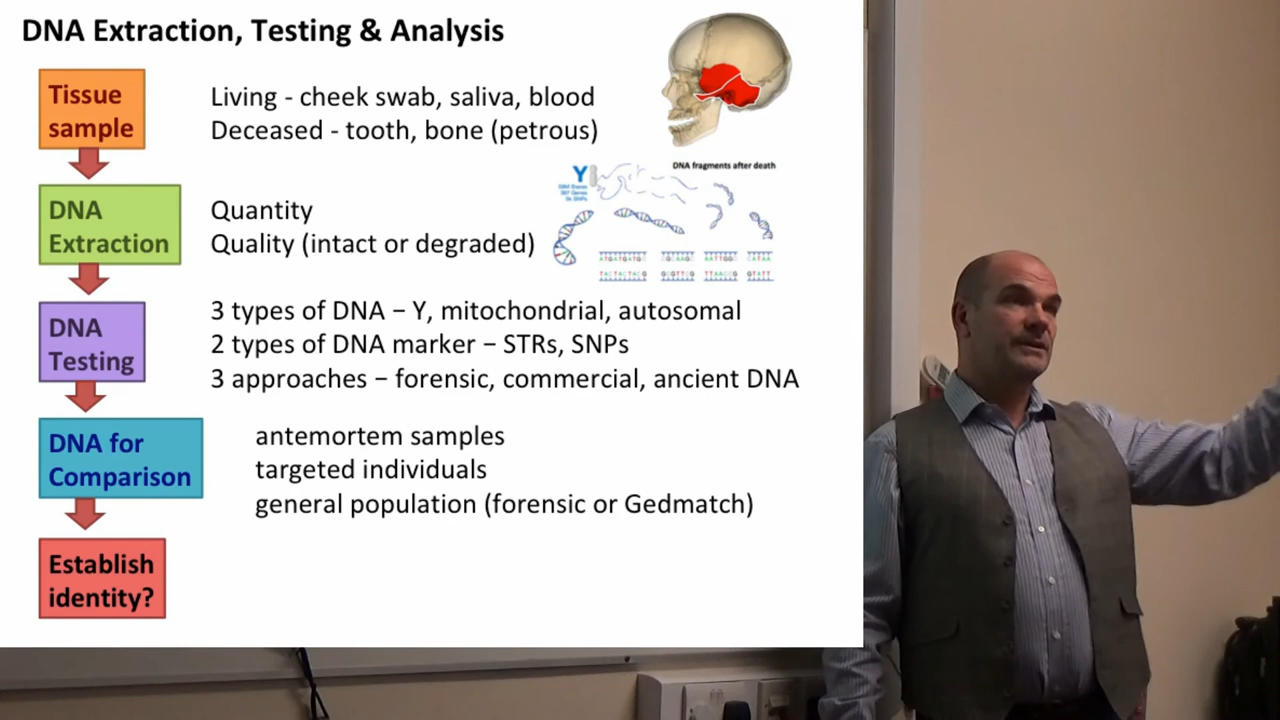 DNA Extraction, Testing & Analysis
Tissue
sample
Living - cheek swab, saliva, blood
Deceased - tooth, bone (petrous)
DNA fragments after death
Y
DNA
Extraction
Quantity
Quality (intact or degraded)
DNA
Testing
3 types of DNA – Y, mitochondrial, autosomal
2 types of DNA marker – STRs, SNPs
3 approaches – forensic, commercial, ancient DNA
DNA for
Comparison
antemortem samples
targeted individuals
general population (forensic or Gedmatch)
Establish
identity?